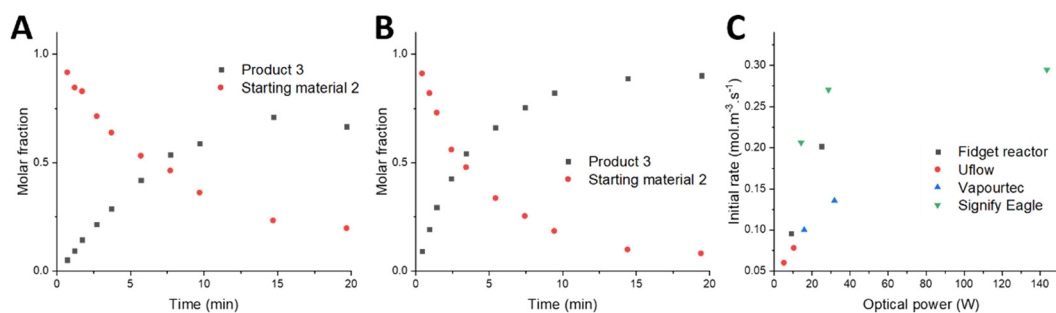 A
1.0
0.5
0.0
Molar fraction
Product 3
Starting material 2
0 5 10 15 20
Time (min)
B
1.0
0.5
0.0
Molar fraction
Product 3
Starting material 2
0 5 10 15 20
Time (min)
C
0.30
0.25
0.20
0.15
0.10
0.05
Initial rate (mol.m⁻³.s⁻¹)
Fidget reactor
Uflow
Vapourtec
Signify Eagle
0 20 40 60 80 100 120 140
Optical power (W)